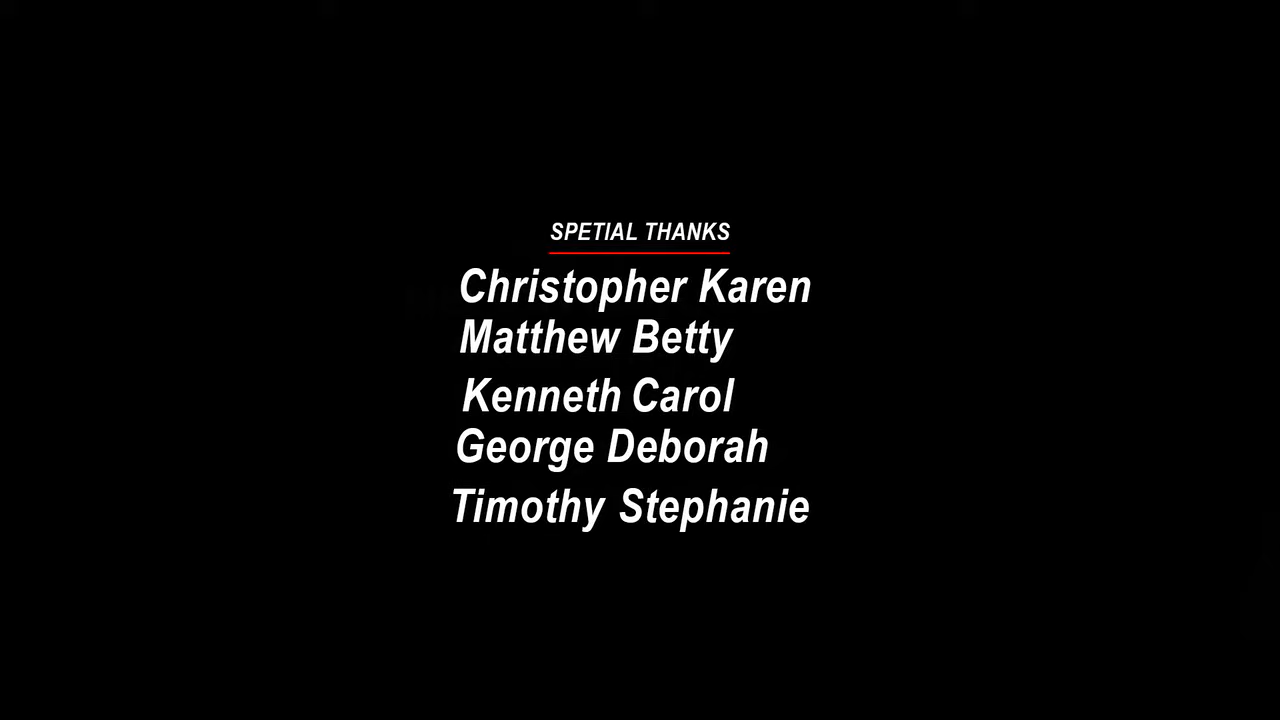 SPETIAL THANKS
Christopher Karen
Matthew Betty
Kenneth Carol
George Deborah
Timothy Stephanie